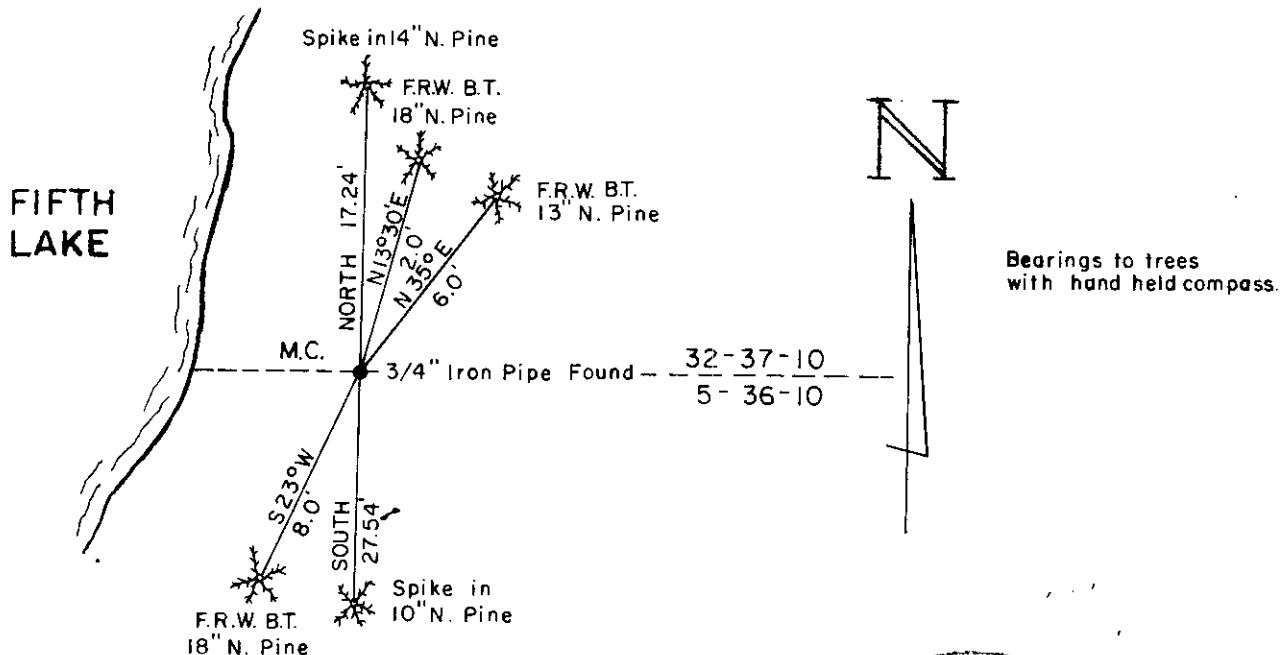 Spike in 14" N. Pine
F.R.W. B.T.
18" N. Pine
N
F.R.W. B.T.
13" N. Pine
FIFTH
LAKE
NORTH 17.24'
N13°30'E
2.0'
N 35° E
6.0'
Bearings to trees
with hand held compass.
M.C.
3/4" Iron Pipe Found
32-37-10
5-36-10
S23°W
8.0'
SOUTH
27.54'
Spike in
10" N. Pine
F.R.W. B.T.
18" N. Pine